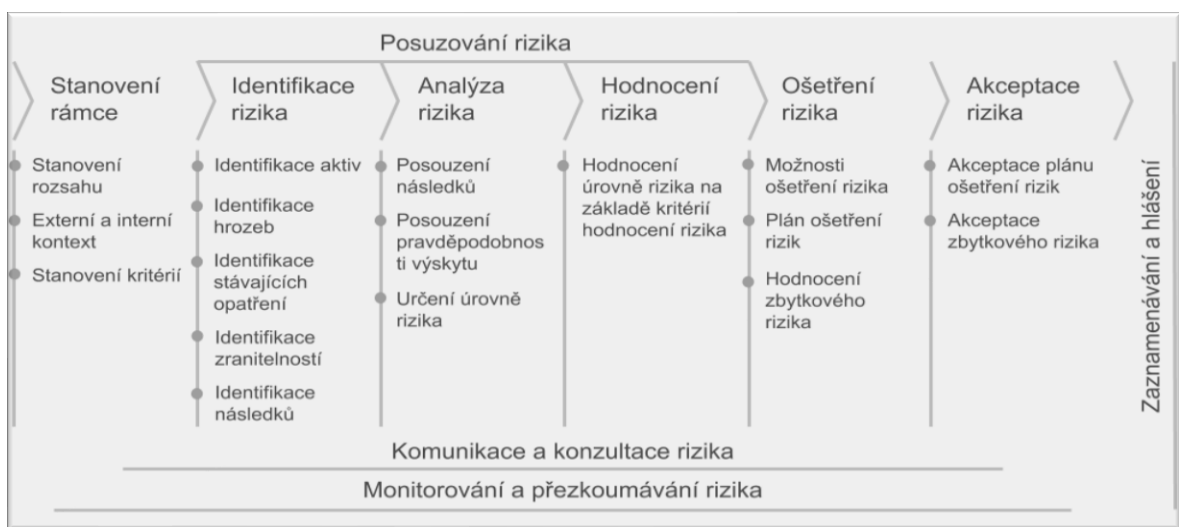 Posuzování rizika
Stanovení
rámce
Identifikace
rizika
Analýza
rizika
Hodnocení
rizika
Ošetření
rizika
Akceptace
rizika
Stanovení
rozsahu
Externí a interní
kontext
Stanovení kritérií
Identifikace aktiv
Identifikace
hrozeb
Identifikace
stávajících
opatření
Identifikace
zranitelností
Identifikace
následků
Posouzení
následků
Posouzení
pravděpodobnos
ti výskytu
Určení úrovně
rizika
Hodnocení
úrovně rizika na
základě kritérií
hodnocení rizika
Možnosti
ošetření rizika
Plán ošetření
rizik
Hodnocení
zbytkového
rizika
Akceptace plánu
ošetření rizik
Akceptace
zbytkového rizika
Zaznamenávání a hlášení
Komunikace a konzultace rizika
Monitorování a přezkoumávání rizika